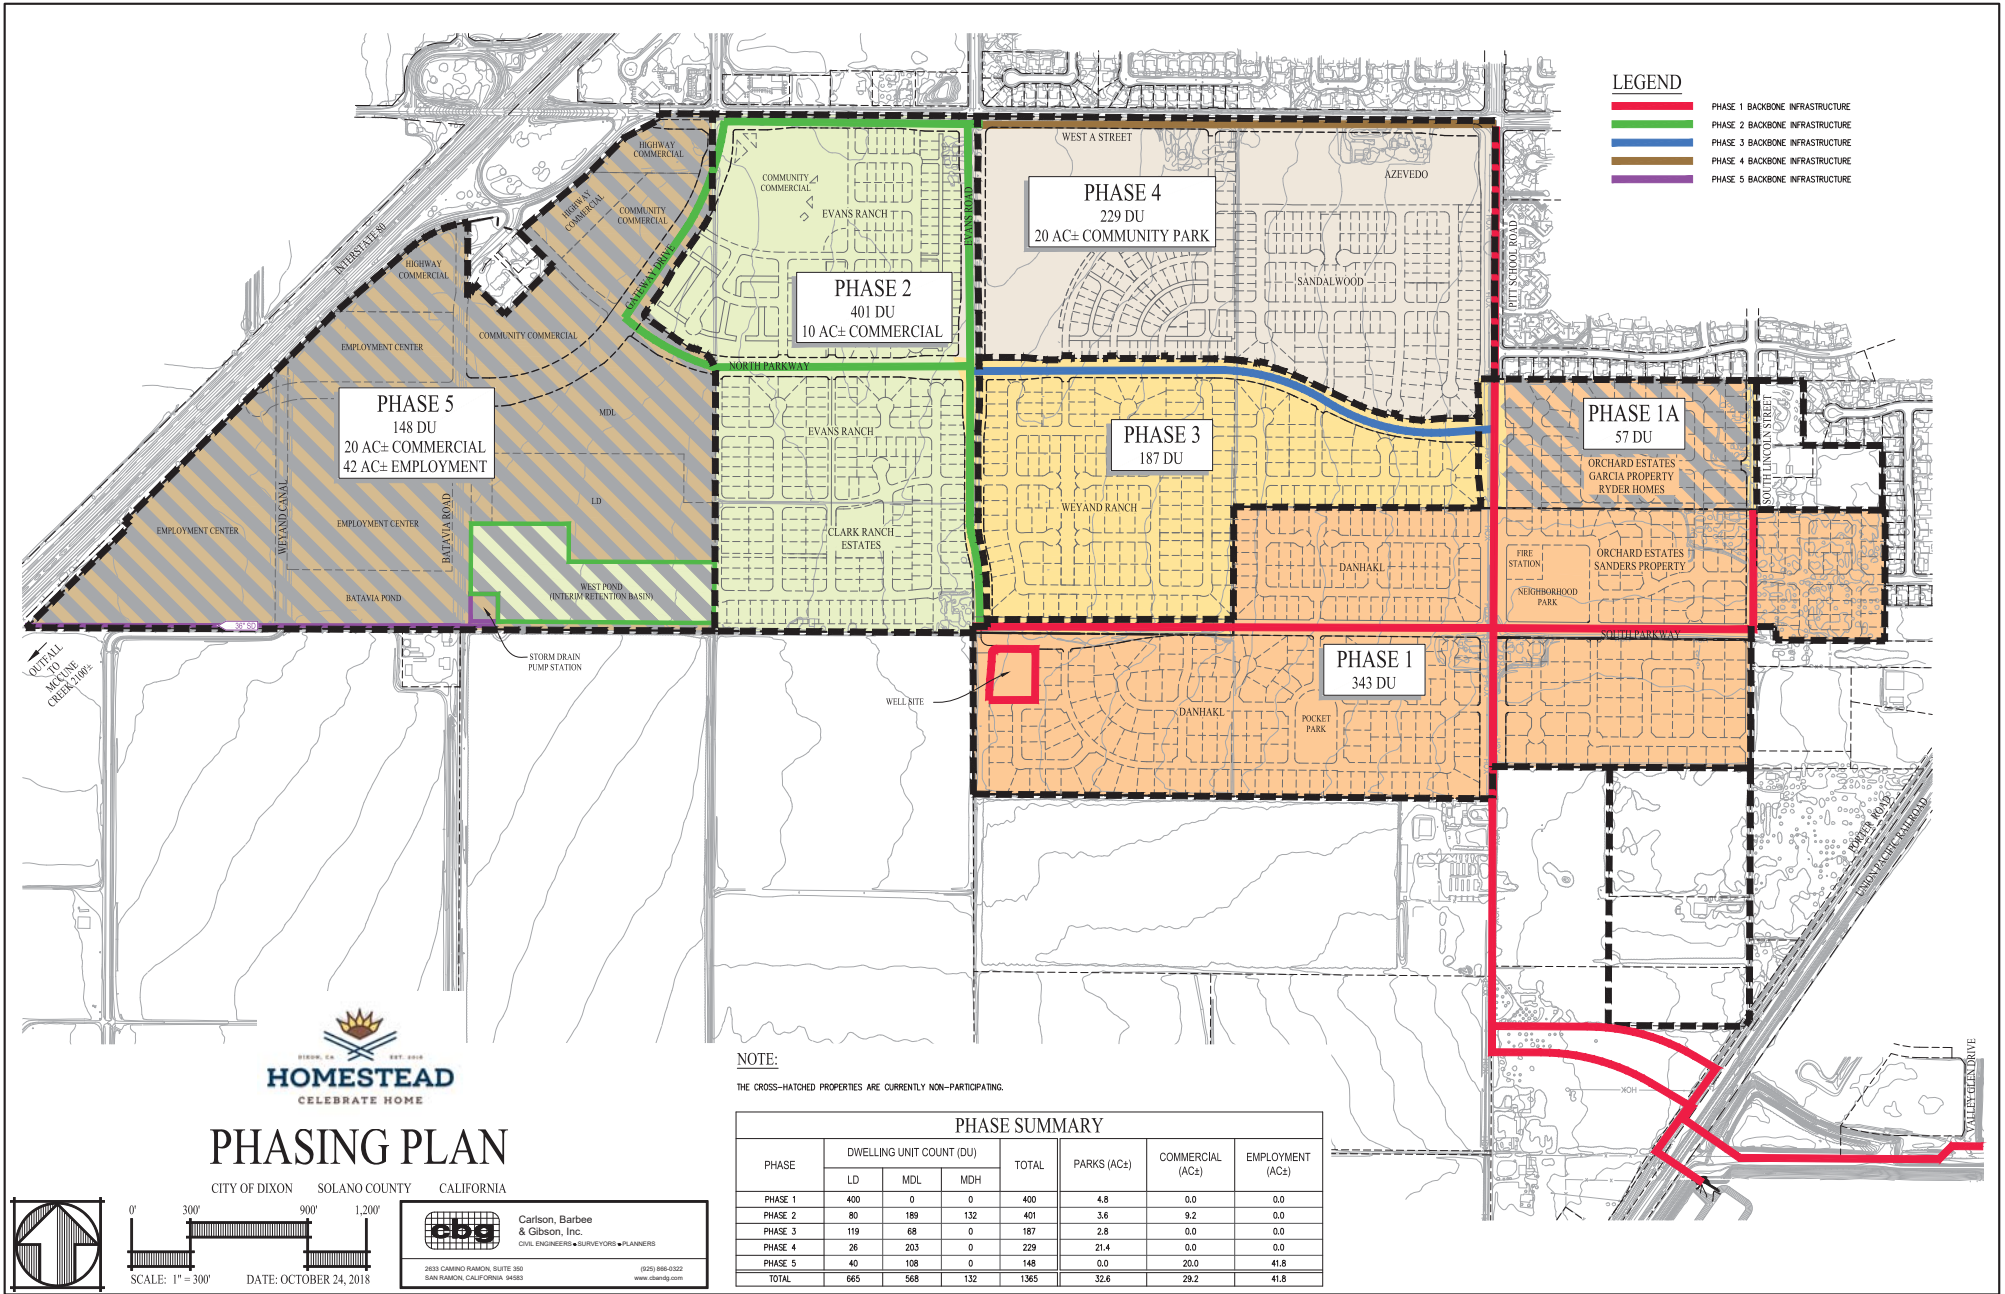 LEGEND
PHASE 1 BACKBONE INFRASTRUCTURE
PHASE 2 BACKBONE INFRASTRUCTURE
PHASE 3 BACKBONE INFRASTRUCTURE
PHASE 4 BACKBONE INFRASTRUCTURE
PHASE 5 BACKBONE INFRASTRUCTURE
WEST A STREET
AZEVEDO
PHASE 4
229 DU
20 AC± COMMUNITY PARK
SANDALWOOD
PITT SCHOOL ROAD
HIGHWAY
COMMERCIAL
HIGHWAY
COMMERCIAL
COMMUNITY
COMMERCIAL
COMMUNITY
COMMERCIAL
EVANS RANCH
EVANS ROAD
INTERSTATE 80
GATEWAY DRIVE
HIGHWAY
COMMERCIAL
PHASE 2
401 DU
10 AC± COMMERCIAL
EMPLOYMENT CENTER
COMMUNITY COMMERCIAL
NORTH PARKWAY
PHASE 5
148 DU
20 AC± COMMERCIAL
42 AC± EMPLOYMENT
MDL
EVANS RANCH
PHASE 3
187 DU
PHASE 1A
57 DU
ORCHARD ESTATES
GARCIA PROPERTY
RYDER HOMES
SOUTH LINCOLN STREET
LD
WEYAND CANAL
BATAVIA ROAD
EMPLOYMENT CENTER
EMPLOYMENT CENTER
CLARK RANCH
ESTATES
WEYAND RANCH
DANHAKL
FIRE
STATION
ORCHARD ESTATES
SANDERS PROPERTY
NEIGHBORHOOD
PARK
BATAVIA POND
WEST POND
(INTERIM RETENTION BASIN)
36" SD
SOUTH PARKWAY
OUTFALL
TO
MCCUNE
CREEK 2100'±
STORM DRAIN
PUMP STATION
WELL SITE
PHASE 1
343 DU
DANHAKL
POCKET
PARK
PORTER ROAD
UNION PACIFIC RAILROAD
VALLEY GLEN DRIVE
DIXON, CA EST. 2018
HOMESTEAD
CELEBRATE HOME
PHASING PLAN
CITY OF DIXON SOLANO COUNTY CALIFORNIA
0' 300' 900' 1,200'
SCALE: 1" = 300' DATE: OCTOBER 24, 2018
cbg
Carlson, Barbee
& Gibson, Inc.
CIVIL ENGINEERS • SURVEYORS • PLANNERS
2633 CAMINO RAMON, SUITE 350 (925) 866-0322
SAN RAMON, CALIFORNIA 94583 www.cbandg.com
NOTE:
THE CROSS-HATCHED PROPERTIES ARE CURRENTLY NON-PARTICIPATING.
PHASE SUMMARY
PHASE DWELLING UNIT COUNT (DU) TOTAL PARKS (AC±) COMMERCIAL (AC±) EMPLOYMENT (AC±)
LD MDL MDH
PHASE 1 400 0 0 400 4.8 0.0 0.0
PHASE 2 80 189 132 401 3.6 9.2 0.0
PHASE 3 119 68 0 187 2.8 0.0 0.0
PHASE 4 26 203 0 229 21.4 0.0 0.0
PHASE 5 40 108 0 148 0.0 20.0 41.8
TOTAL 665 568 132 1365 32.6 29.2 41.8